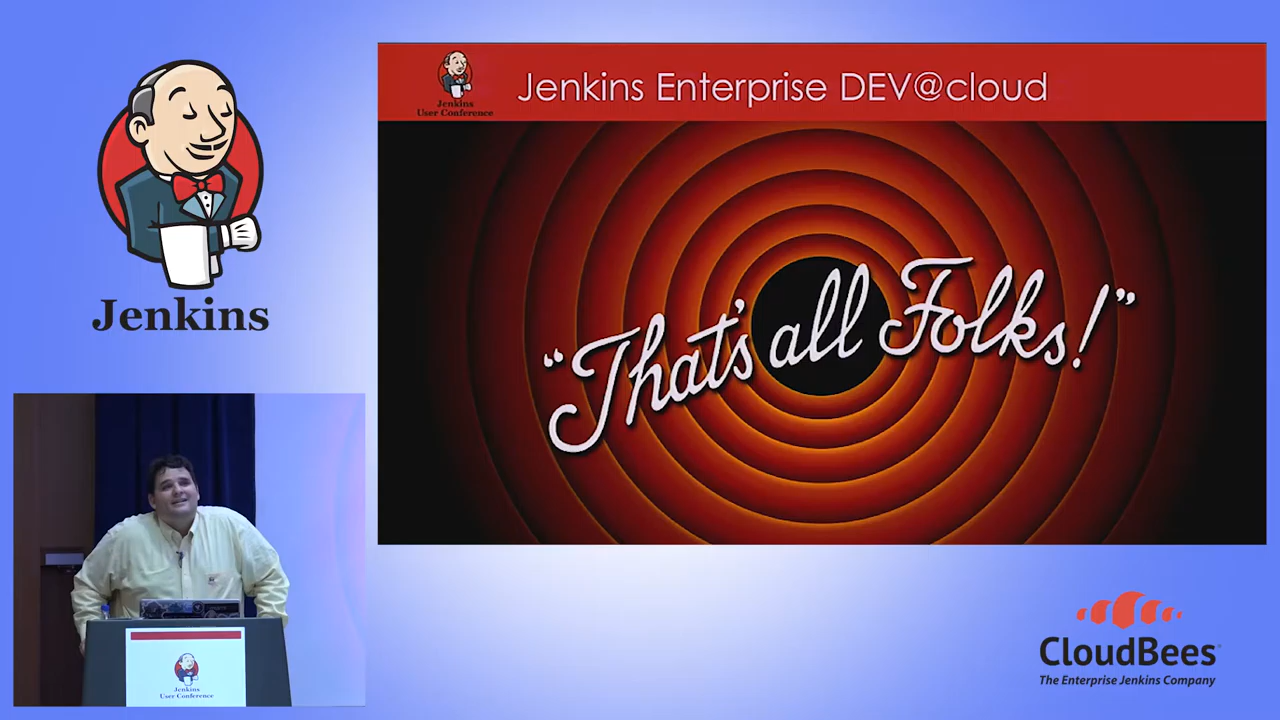 Jenkins
Jenkins
User Conference
Jenkins Enterprise DEV@cloud
“That's all Folks!”
Jenkins
User Conference
CloudBees
The Enterprise Jenkins Company